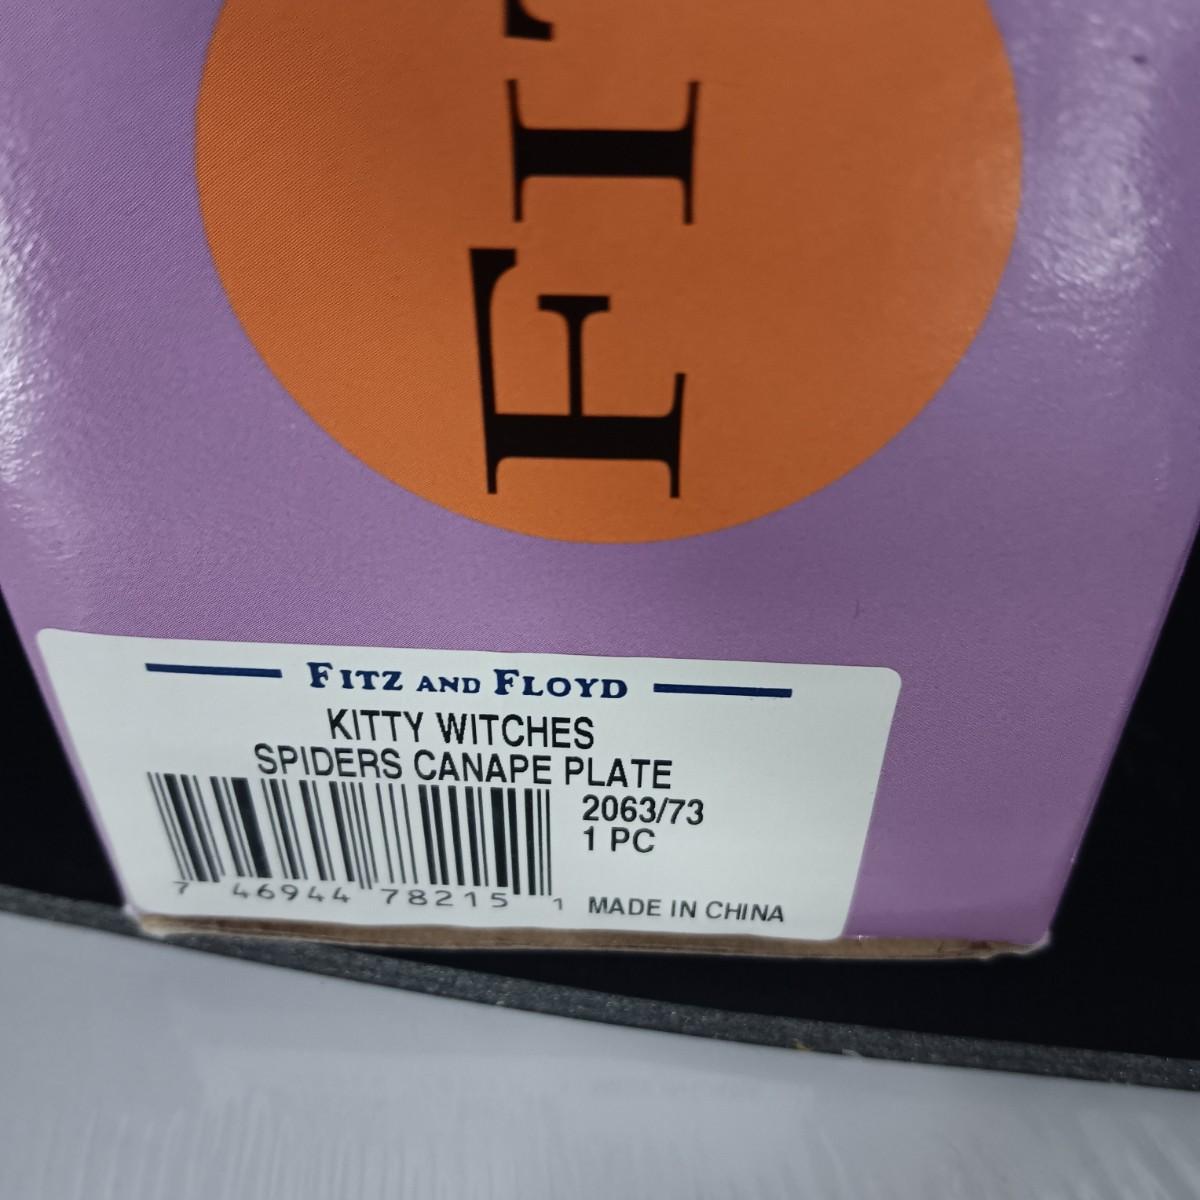 FI
FITZ AND FLOYD
KITTY WITCHES
SPIDERS CANAPE PLATE
2063/73
1 PC
7 46944 78215 1
MADE IN CHINA